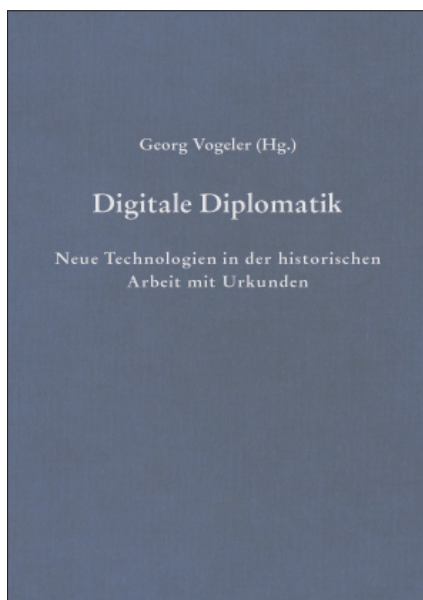 Georg Vogeler (Hg.)
Digitale Diplomatik
Neue Technologien in der historischen
Arbeit mit Urkunden